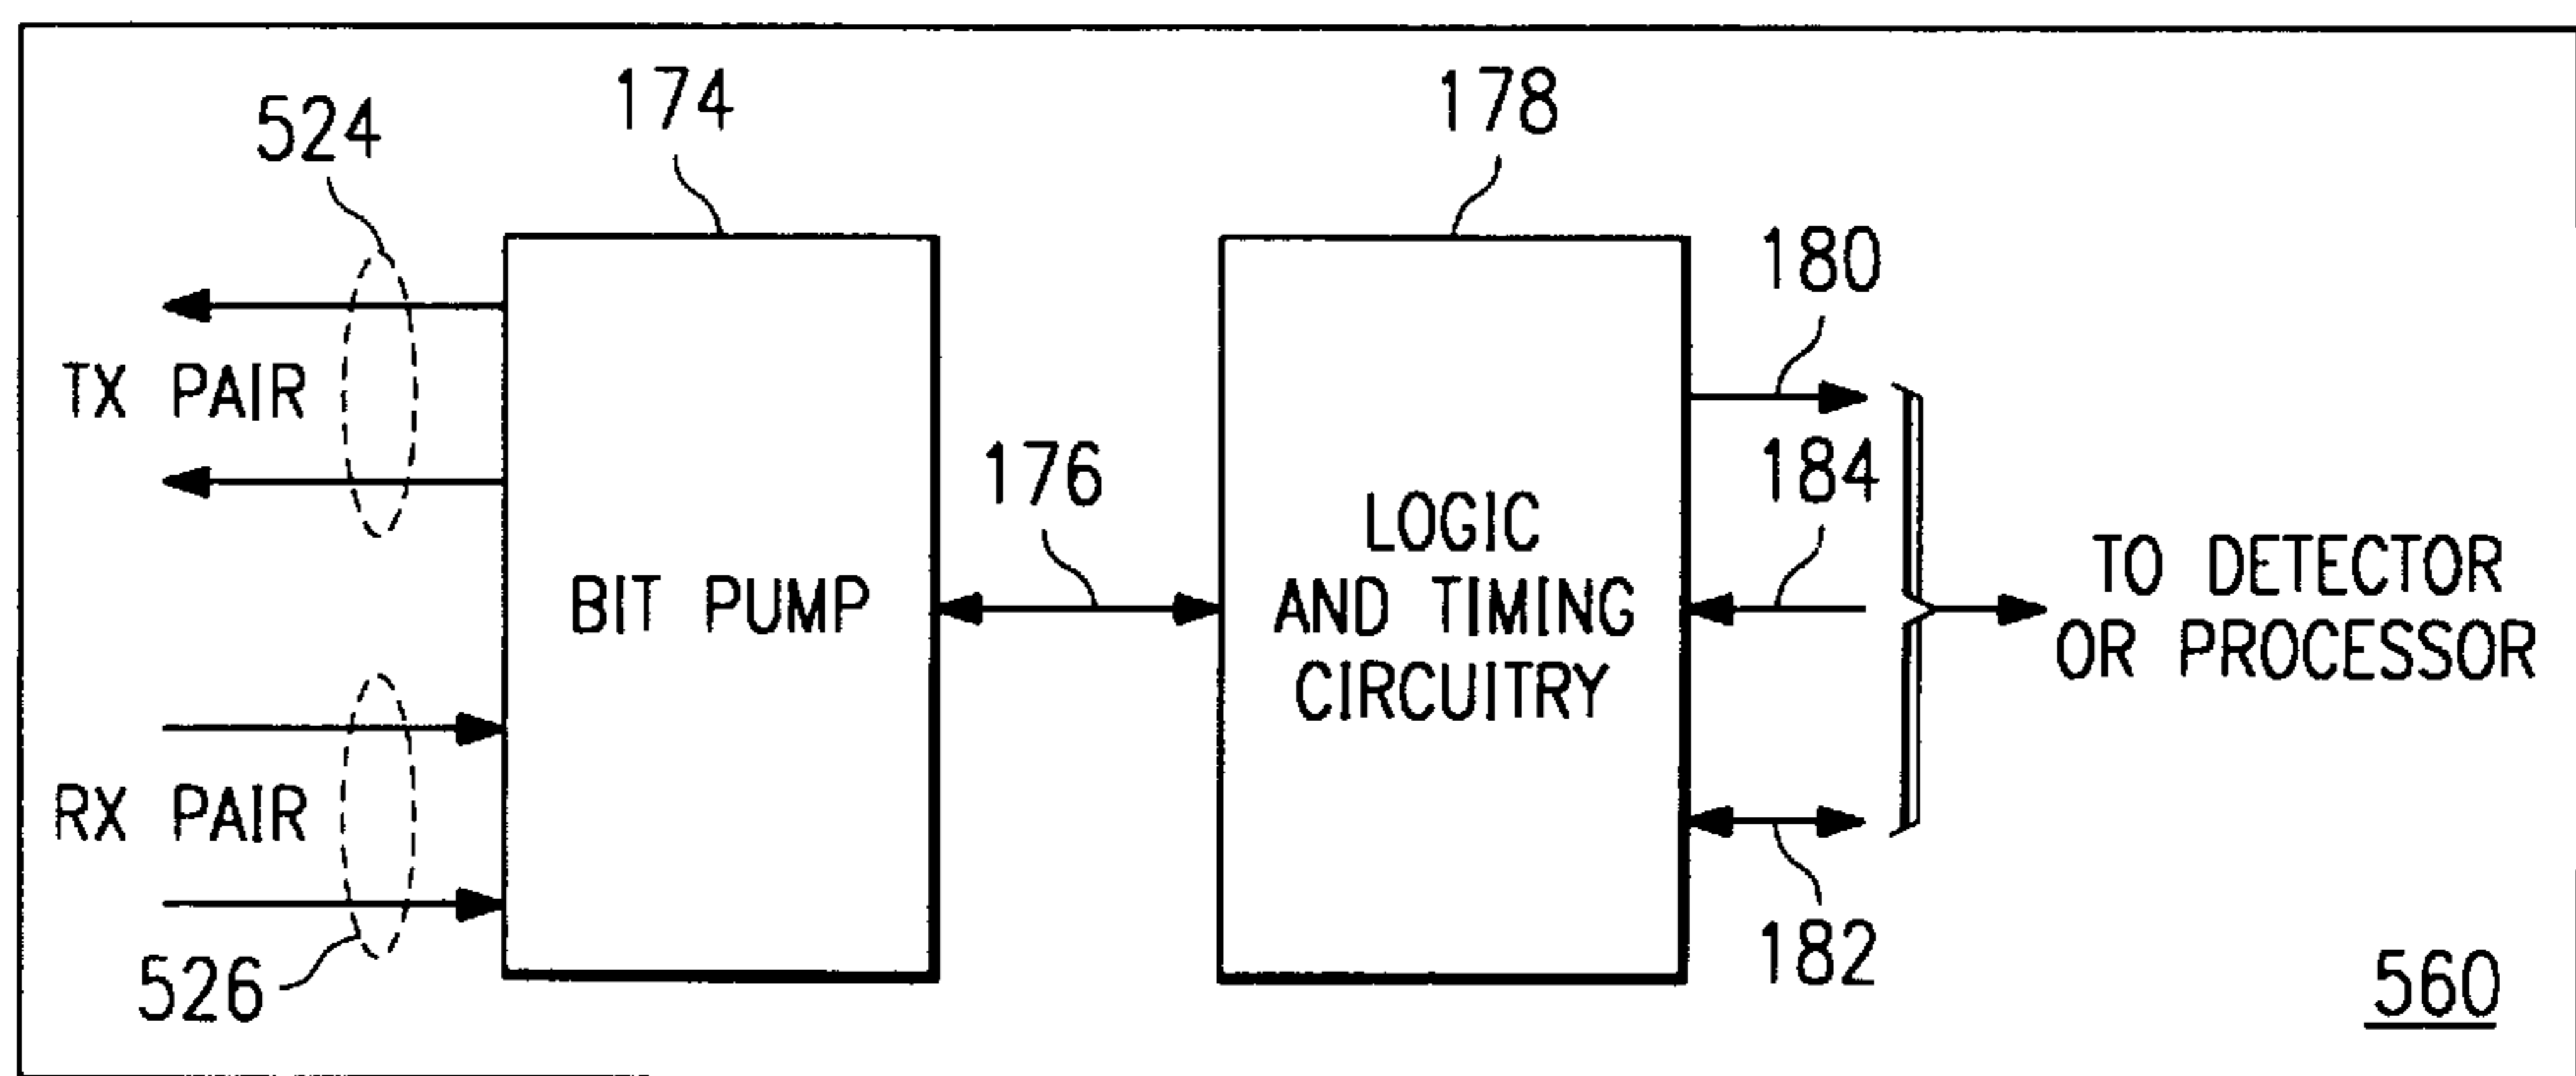 174
178
524
180
TX PAIR
184
176
LOGIC
AND TIMING
CIRCUITRY
BIT PUMP
TO DETECTOR
OR PROCESSOR
RX PAIR
182
526
560